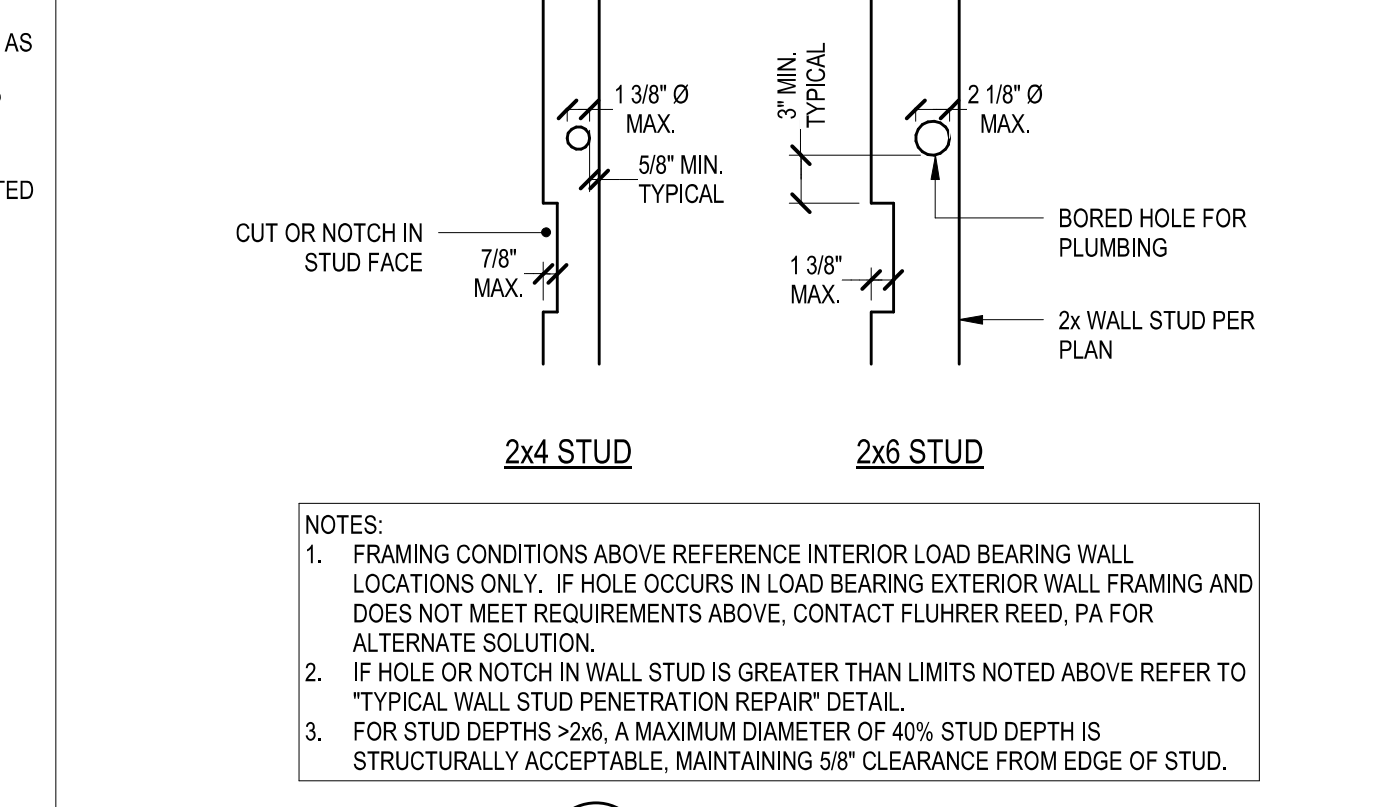 AS
TED
1 3/8" Ø
MAX.
5/8" MIN.
TYPICAL
CUT OR NOTCH IN
STUD FACE
7/8"
MAX.
3" MIN.
TYPICAL
2 1/8" Ø
MAX.
BORED HOLE FOR
PLUMBING
1 3/8"
MAX.
2x WALL STUD PER
PLAN
2x4 STUD
2x6 STUD
NOTES:
1. FRAMING CONDITIONS ABOVE REFERENCE INTERIOR LOAD BEARING WALL
LOCATIONS ONLY. IF HOLE OCCURS IN LOAD BEARING EXTERIOR WALL FRAMING AND
DOES NOT MEET REQUIREMENTS ABOVE, CONTACT FLUHRER REED, PA FOR
ALTERNATE SOLUTION.
2. IF HOLE OR NOTCH IN WALL STUD IS GREATER THAN LIMITS NOTED ABOVE REFER TO
"TYPICAL WALL STUD PENETRATION REPAIR" DETAIL.
3. FOR STUD DEPTHS >2x6, A MAXIMUM DIAMETER OF 40% STUD DEPTH IS
STRUCTURALLY ACCEPTABLE, MAINTAINING 5/8" CLEARANCE FROM EDGE OF STUD.